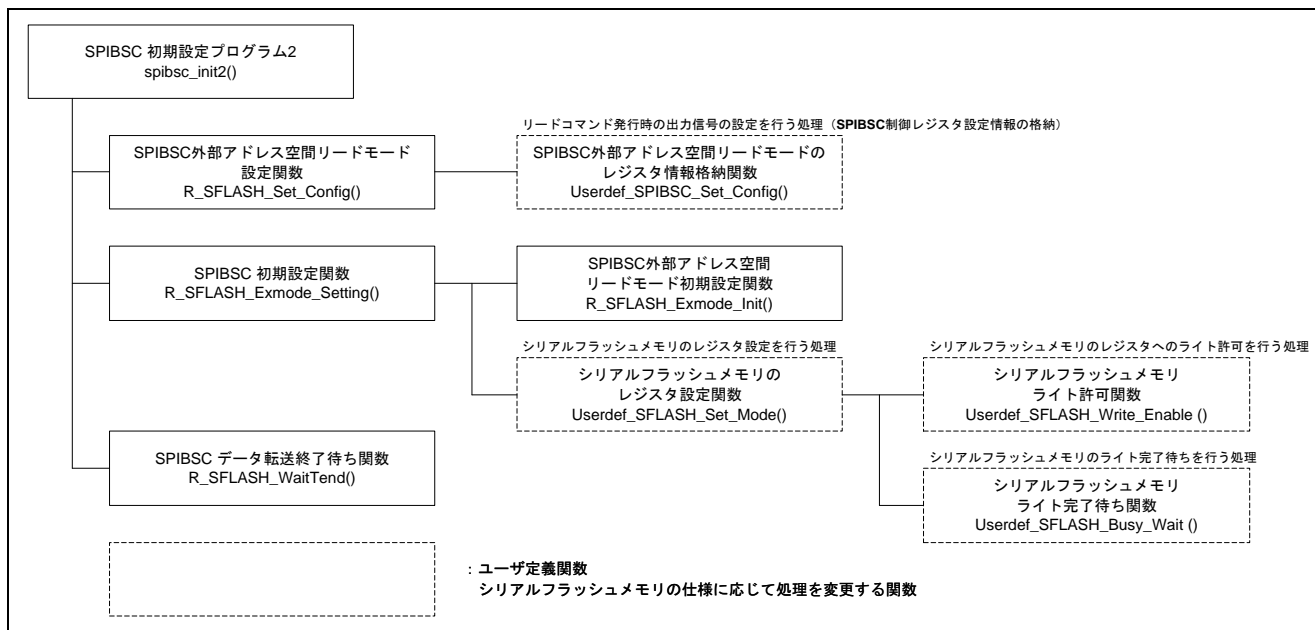 SPIBSC 初期設定プログラム2
spibsc_init2()
リードコマンド発行時の出力信号の設定を行う処理（SPIBSC制御レジスタ設定情報の格納）
SPIBSC外部アドレス空間リードモード
設定関数
R_SFLASH_Set_Config()
SPIBSC外部アドレス空間リードモードの
レジスタ情報格納関数
Userdef_SPIBSC_Set_Config()
SPIBSC 初期設定関数
R_SFLASH_Exmode_Setting()
SPIBSC外部アドレス空間
リードモード初期設定関数
R_SFLASH_Exmode_Init()
シリアルフラッシュメモリのレジスタ設定を行う処理
シリアルフラッシュメモリの
レジスタ設定関数
Userdef_SFLASH_Set_Mode()
シリアルフラッシュメモリのレジスタへのライト許可を行う処理
シリアルフラッシュメモリ
ライト許可関数
Userdef_SFLASH_Write_Enable ()
シリアルフラッシュメモリのライト完了待ちを行う処理
シリアルフラッシュメモリ
ライト完了待ち関数
Userdef_SFLASH_Busy_Wait ()
SPIBSC データ転送終了待ち関数
R_SFLASH_WaitTend()
：ユーザ定義関数
シリアルフラッシュメモリの仕様に応じて処理を変更する関数